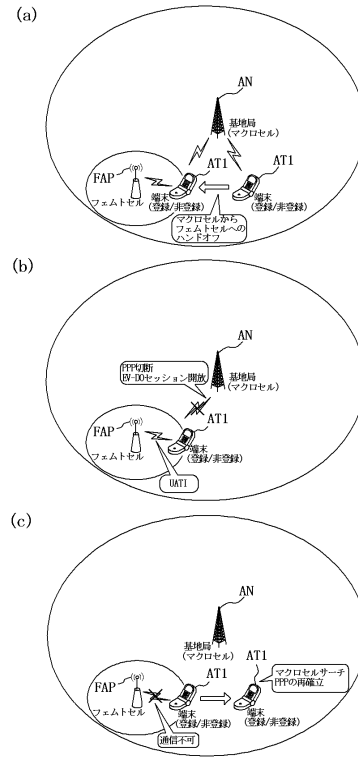 (a)
AN
基地局
(マクロセル)
AT1
AT1
FAP
フェムトセル
端末
(登録/非登録)
端末
(登録/非登録)
マクロセルから
フェムトセルへの
ハンドオフ
(b)
AN
PPP切断
EV-DOセッション開放
基地局
(マクロセル)
AT1
FAP
フェムトセル
端末
(登録/非登録)
UATI
(c)
AN
基地局
(マクロセル)
AT1
マクロセルサーチ
PPPの再確立
AT1
FAP
フェムトセル
端末
(登録/非登録)
端末
(登録/非登録)
通信不可